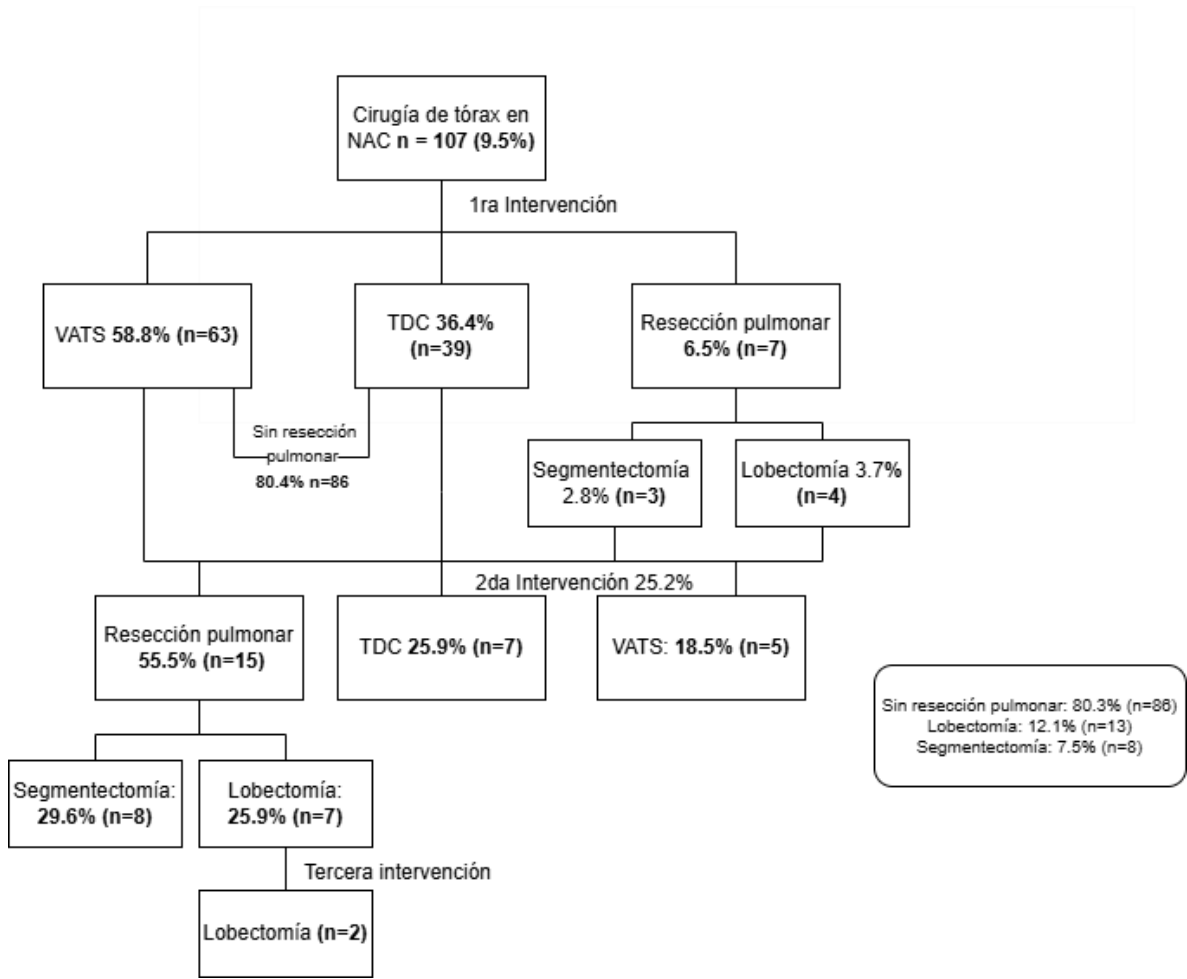 Cirugía de tórax en
NAC n = 107 (9.5%)
1ra Intervención
VATS 58.8% (n=63)
TDC 36.4%
(n=39)
Resección pulmonar
6.5% (n=7)
Sin resección
pulmonar
80.4% n=86
Segmentectomía
2.8% (n=3)
Lobectomía 3.7%
(n=4)
2da Intervención 25.2%
Resección pulmonar
55.5% (n=15)
TDC 25.9% (n=7)
VATS: 18.5% (n=5)
Sin resección pulmonar: 80.3% (n=86)
Lobectomía: 12.1% (n=13)
Segmentectomía: 7.5% (n=8)
Segmentectomía:
29.6% (n=8)
Lobectomía:
25.9% (n=7)
Tercera intervención
Lobectomía (n=2)